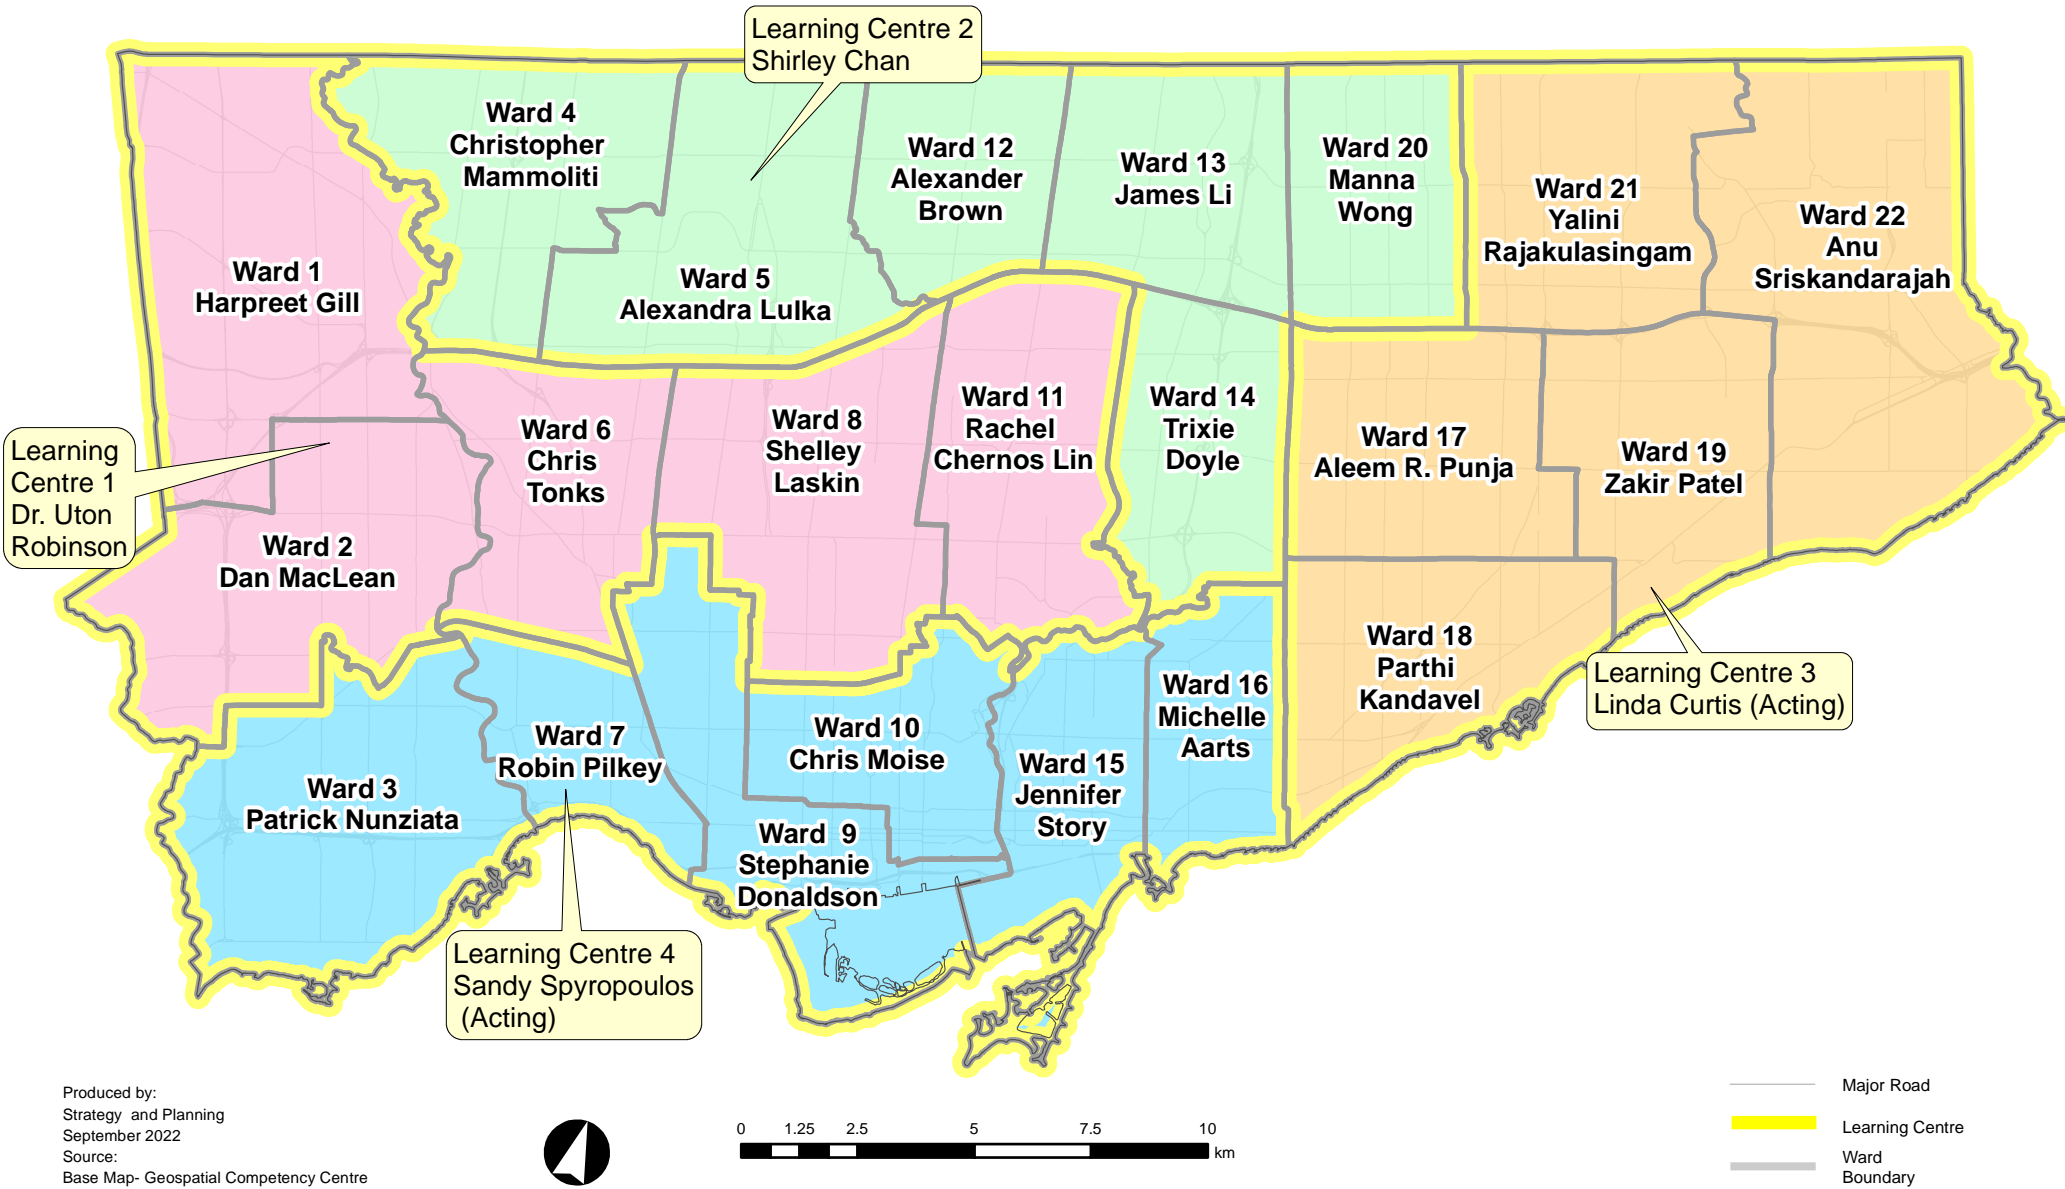 Learning Centre 2
Shirley Chan
Ward 4
Christopher
Mammoliti
Ward 12
Alexander
Brown
Ward 13
James Li
Ward 20
Manna
Wong
Ward 21
Yalini
Rajakulasingam
Ward 22
Anu
Sriskandarajah
Ward 1
Harpreet Gill
Ward 5
Alexandra Lulka
Ward 6
Chris
Tonks
Ward 8
Shelley
Laskin
Ward 11
Rachel
Chernos Lin
Ward 14
Trixie
Doyle
Ward 17
Aleem R. Punja
Ward 19
Zakir Patel
Learning
Centre 1
Dr. Uton
Robinson
Ward 2
Dan MacLean
Ward 18
Parthi
Kandavel
Learning Centre 3
Linda Curtis (Acting)
Ward 3
Patrick Nunziata
Ward 7
Robin Pilkey
Ward 10
Chris Moise
Ward 16
Michelle
Aarts
Ward 15
Jennifer
Story
Ward  9
Stephanie
Donaldson
Learning Centre 4
Sandy Spyropoulos
(Acting)
Produced by:
Strategy  and Planning
September 2022
Source:
Base Map- Geospatial Competency Centre
0 1.25 2.5 5 7.5 10
km
Major Road
Learning Centre
Ward
Boundary